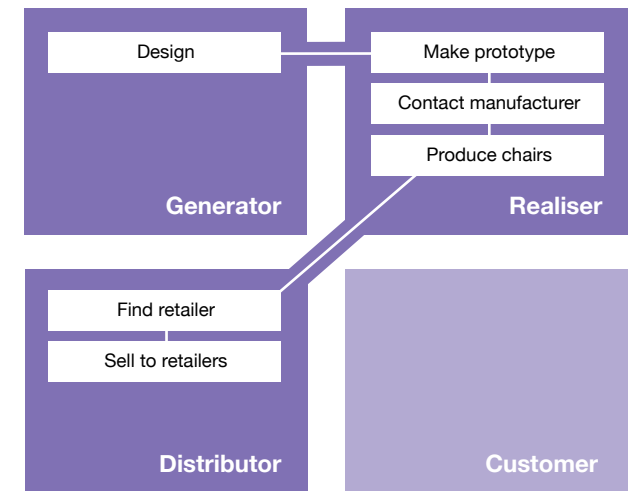 Design
Generator
Make prototype
Contact manufacturer
Produce chairs
Realiser
Find retailer
Sell to retailers
Distributor
Customer